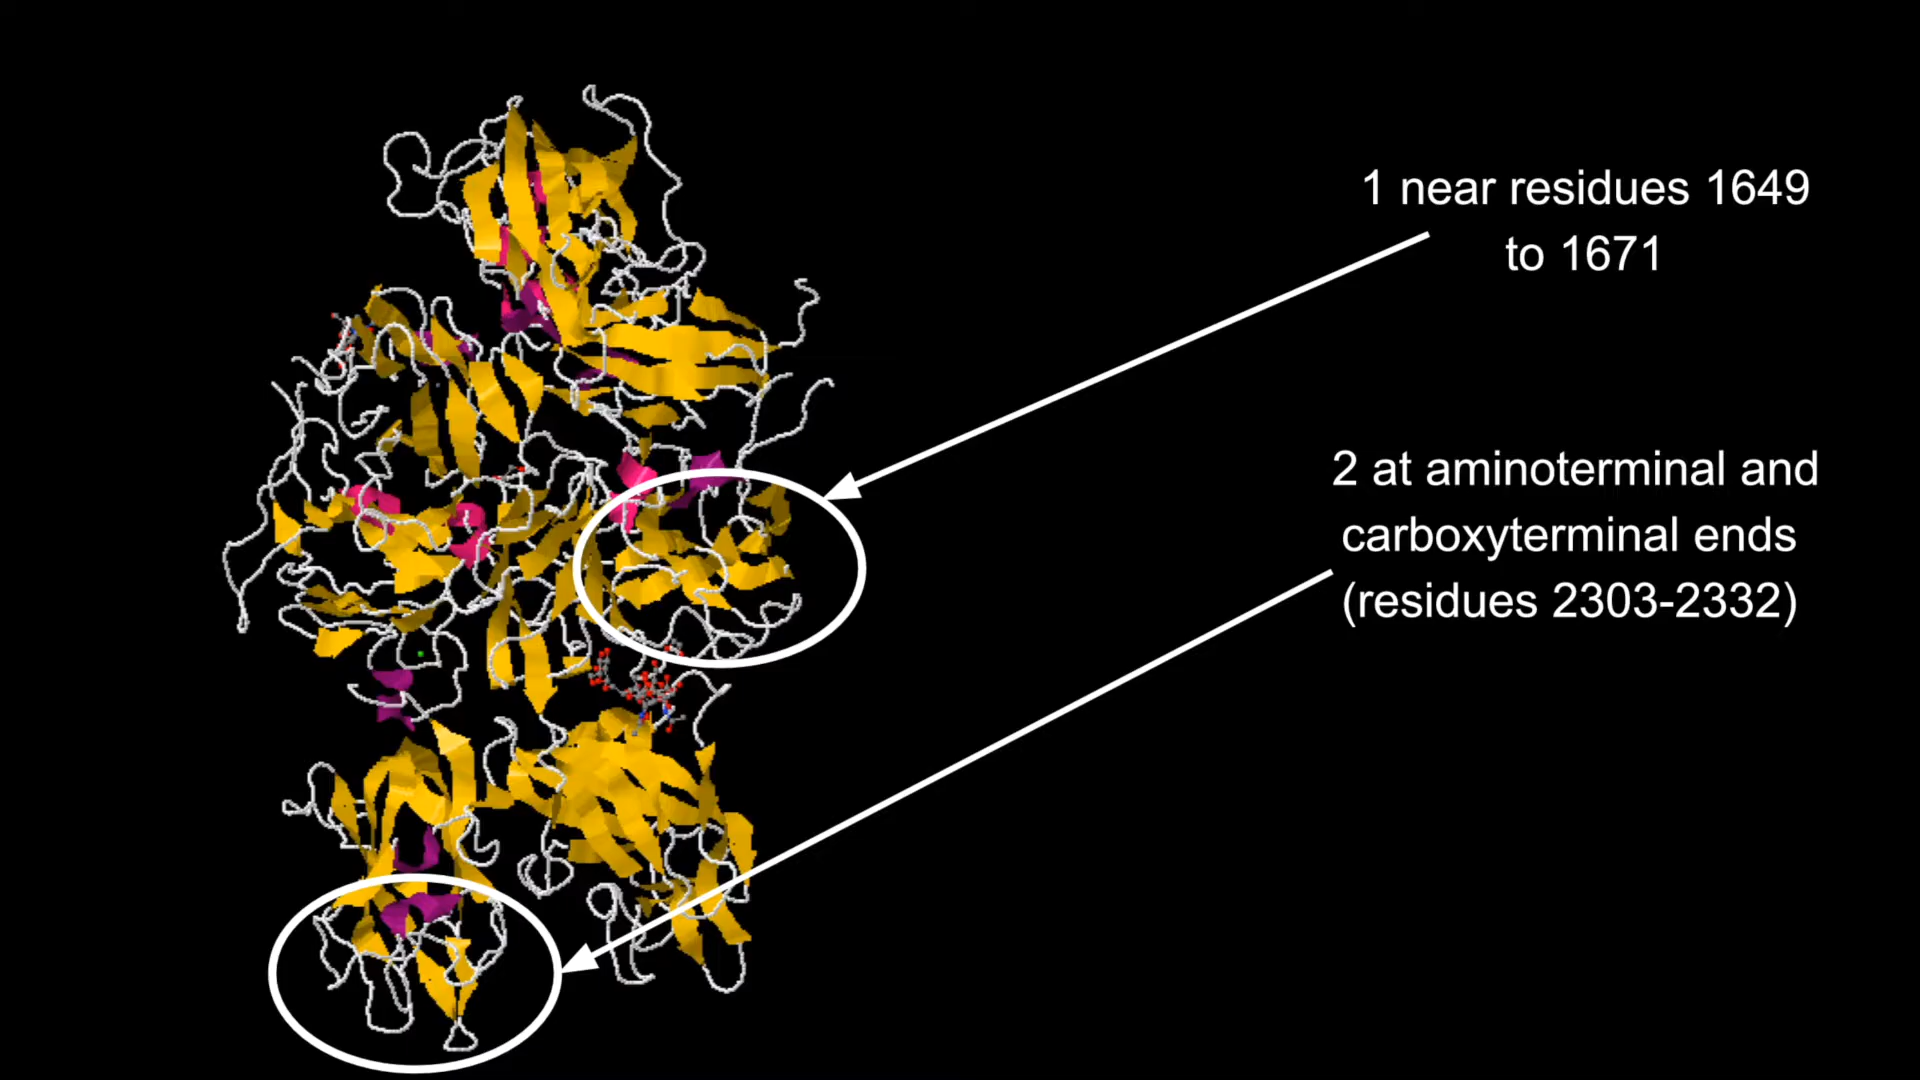 1 near residues 1649
to 1671
2 at aminoterminal and
carboxyterminal ends
(residues 2303-2332)